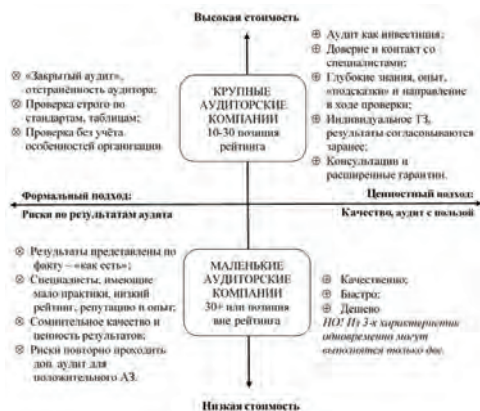 Высокая стоимость
⊗ «Закрытый аудит»,
отстранённость аудитора;
⊗ Проверка строго по
стандартам, таблицам;
⊗ Проверка без учёта
особенностей организации
КРУПНЫЕ
АУДИТОРСКИЕ
КОМПАНИИ
10-30 позиция
рейтинга
⊕ Аудит как инвестиция;
⊕ Доверие и контакт со
специалистами;
⊕ Глубокие знания, опыт,
«подсказки» и направление
в ходе проверки;
⊕ Индивидуальное ТЗ,
результаты согласовываются
заранее;
⊕ Консультации и
расширенные гарантии.
Формальный подход:
Риски по результатам аудита
Ценностный подход:
Качество, аудит с пользой
⊗ Результаты представлены по
факту – «как есть»;
⊗ Специалисты, имеющие
мало практики, низкий
рейтинг, репутацию и опыт;
⊗ Сомнительное качество и
ценность результатов;
⊗ Риски повторно проходить
доп. аудит для
положительного АЗ.
МАЛЕНЬКИЕ
АУДИТОРСКИЕ
КОМПАНИИ
30+ или позиция
вне рейтинга
⊕ Качественно;
⊕ Быстро;
⊕ Дешево
НО! Из 3-х характеристик
одновременно могут
выполнятся только две.
Низкая стоимость